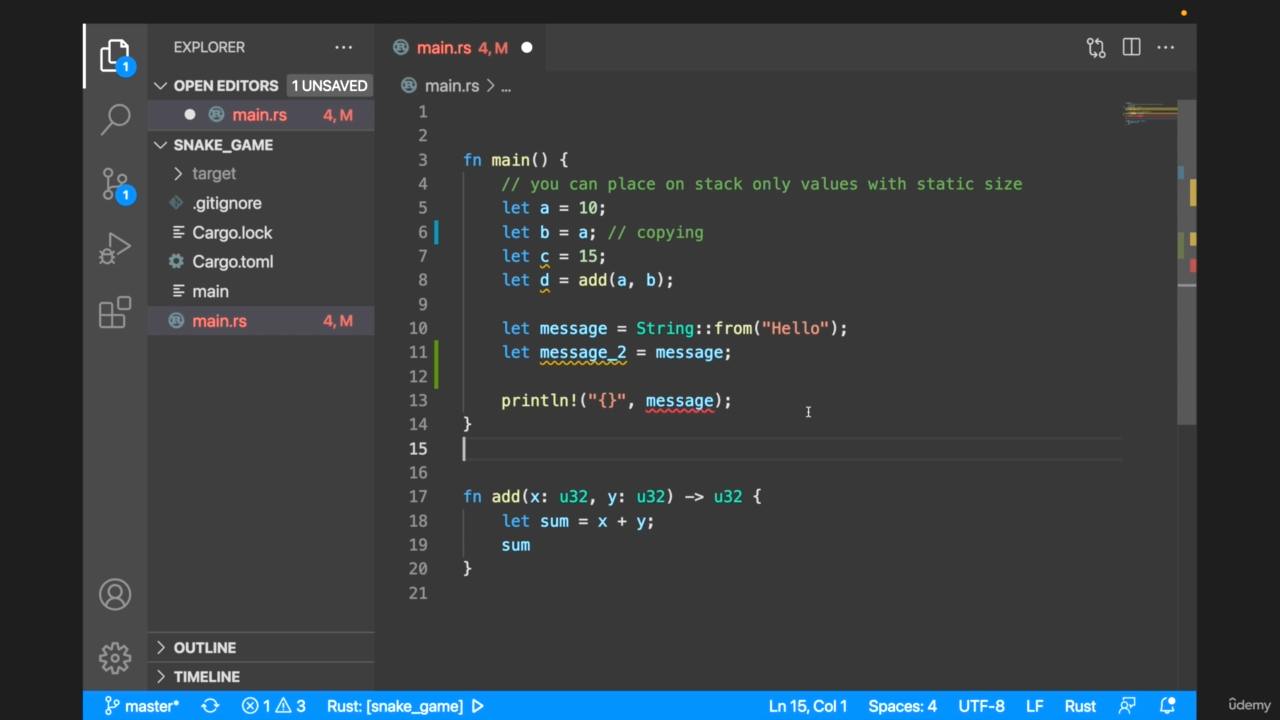 EXPLORER
OPEN EDITORS 1 UNSAVED
main.rs 4, M
SNAKE_GAME
target
.gitignore
Cargo.lock
Cargo.toml
main
main.rs 4, M
OUTLINE
TIMELINE
1
1
main.rs 4, M
main.rs > ...
1
2
3 fn main() {
4 // you can place on stack only values with static size
5 let a = 10;
6 let b = a; // copying
7 let c = 15;
8 let d = add(a, b);
9
10 let message = String::from("Hello");
11 let message_2 = message;
12
13 println!("{}", message);
14 }
15
16
17 fn add(x: u32, y: u32) -> u32 {
18 let sum = x + y;
19 sum
20 }
21
master* 1 3 Rust: [snake_game] Ln 15, Col 1 Spaces: 4 UTF-8 LF Rust
ûdemy